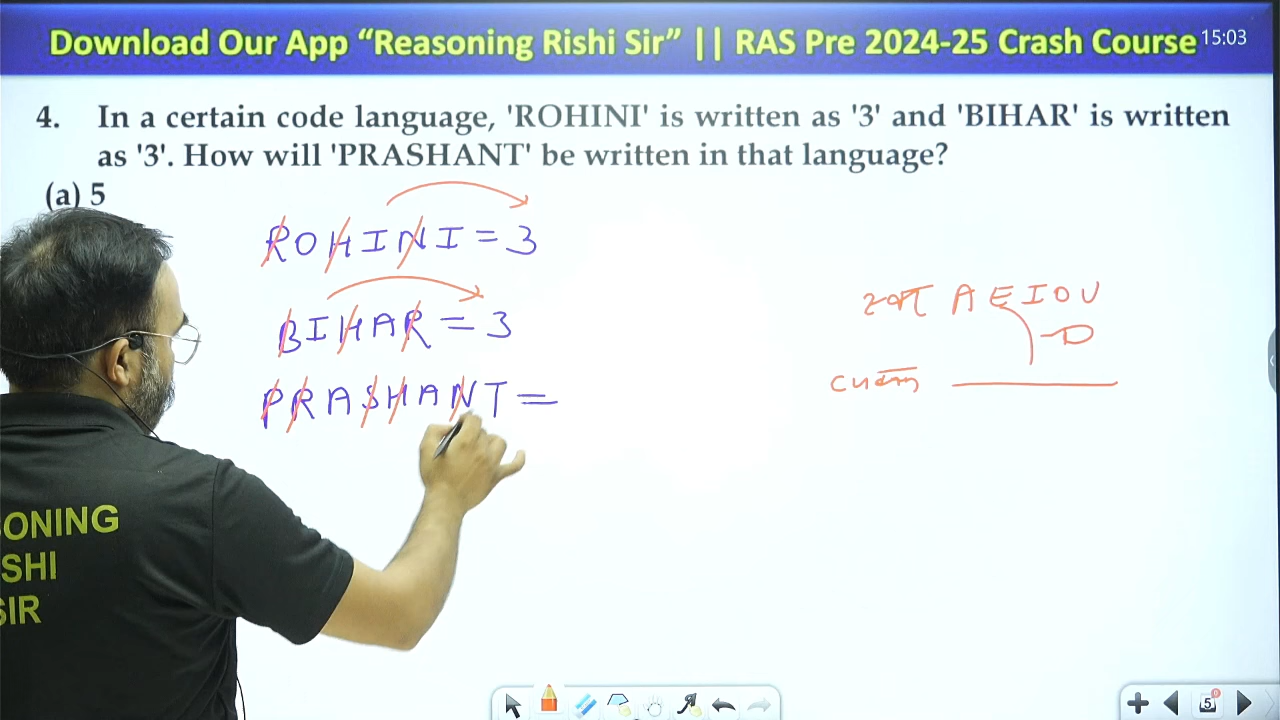 Download Our App “Reasoning Rishi Sir” || RAS Pre 2024-25 Crash Course 15:03
4. In a certain code language, 'ROHINI' is written as '3' and 'BIHAR' is written
as '3'. How will 'PRASHANT' be written in that language?
(a) 5
ROHINI = 3
BIHAR = 3
PRASHANT =
स्वर A E I O U
ONING
SHI
SIR
5